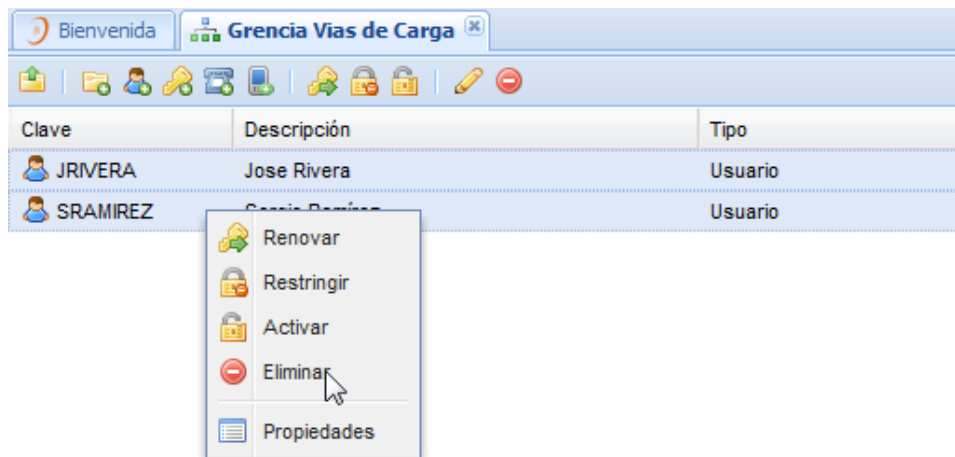 Bienvenida Grencia Vias de Carga
Clave Descripción Tipo
JRIVERA Jose Rivera Usuario
SRAMIREZ Usuario
Renovar
Restringir
Activar
Eliminar
Propiedades